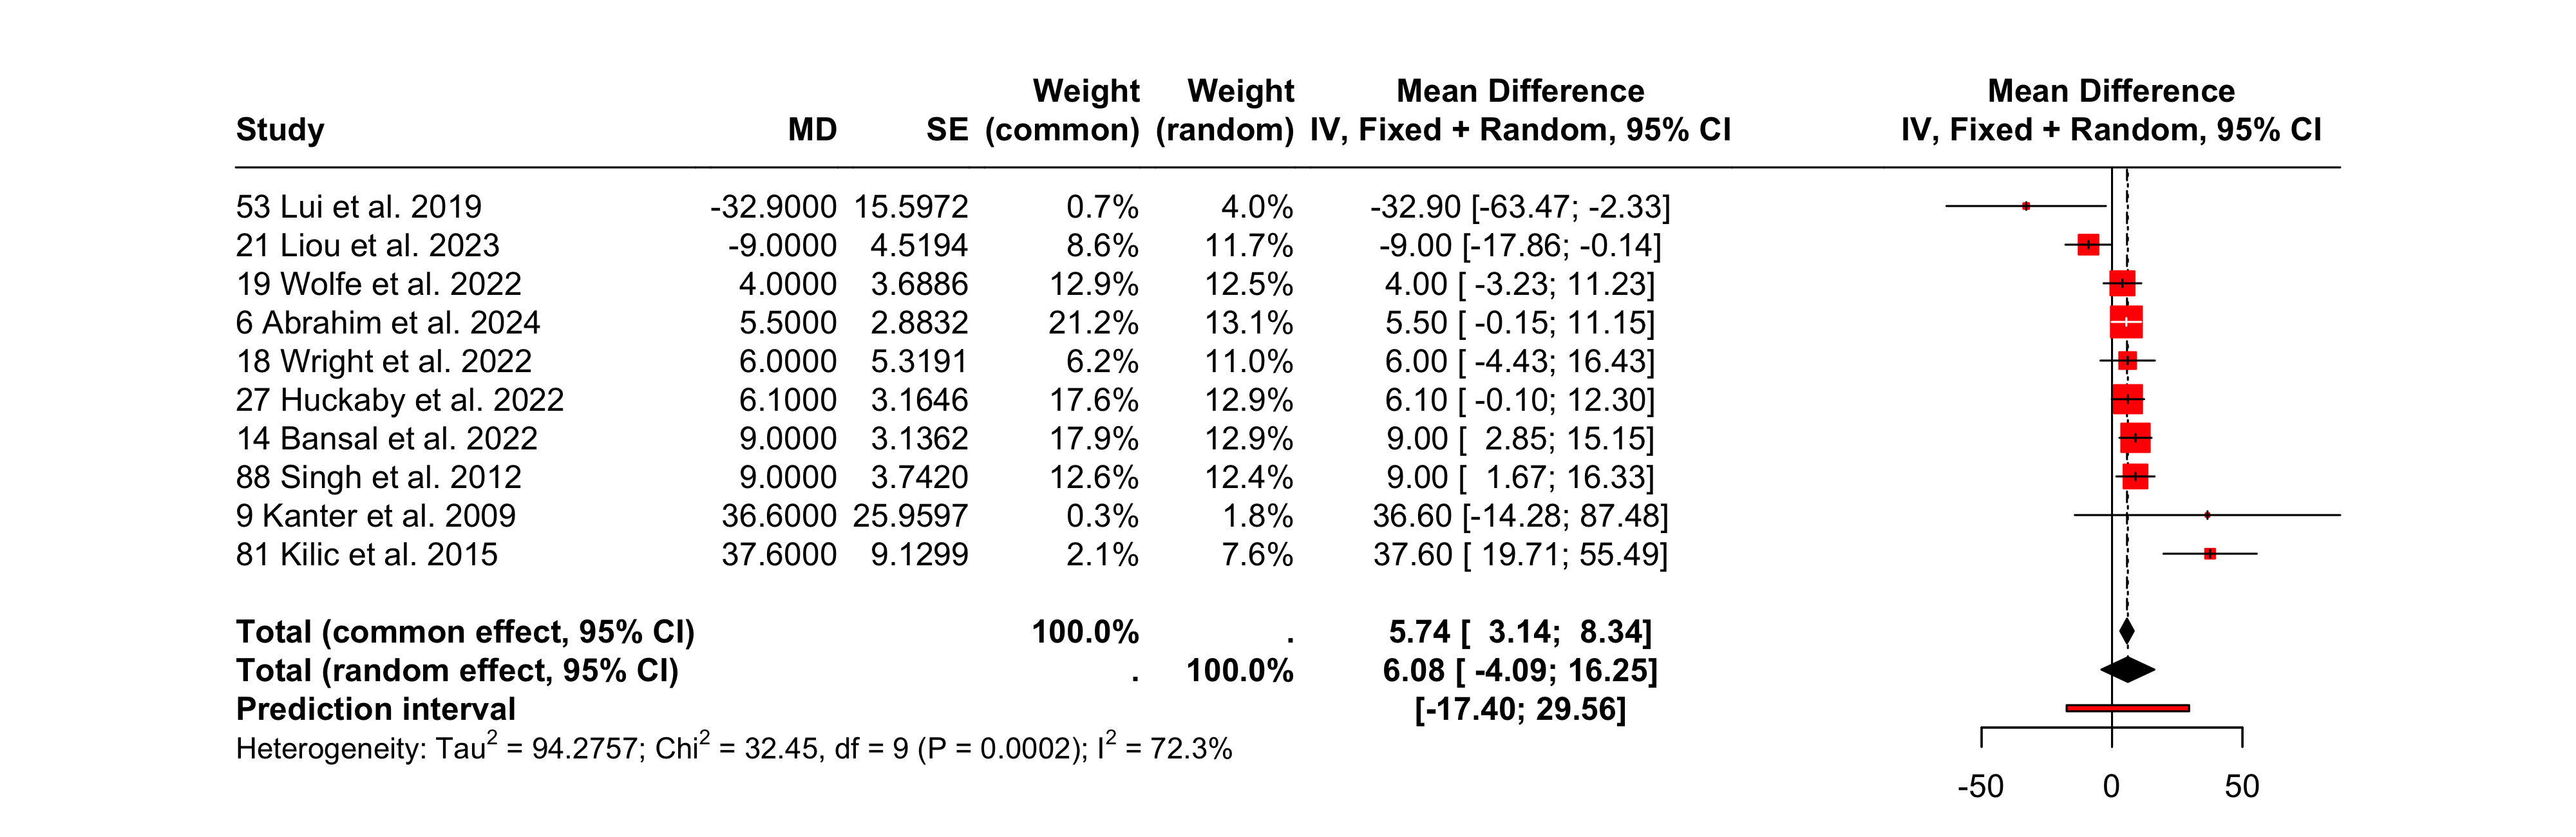 Weight Weight Mean Difference Mean Difference
Study MD SE (common) (random) IV, Fixed + Random, 95% CI IV, Fixed + Random, 95% CI
53 Lui et al. 2019 -32.9000 15.5972 0.7% 4.0% -32.90 [-63.47; -2.33]
21 Liou et al. 2023 -9.0000 4.5194 8.6% 11.7% -9.00 [-17.86; -0.14]
19 Wolfe et al. 2022 4.0000 3.6886 12.9% 12.5% 4.00 [ -3.23; 11.23]
6 Abrahim et al. 2024 5.5000 2.8832 21.2% 13.1% 5.50 [ -0.15; 11.15]
18 Wright et al. 2022 6.0000 5.3191 6.2% 11.0% 6.00 [ -4.43; 16.43]
27 Huckaby et al. 2022 6.1000 3.1646 17.6% 12.9% 6.10 [ -0.10; 12.30]
14 Bansal et al. 2022 9.0000 3.1362 17.9% 12.9% 9.00 [ 2.85; 15.15]
88 Singh et al. 2012 9.0000 3.7420 12.6% 12.4% 9.00 [ 1.67; 16.33]
9 Kanter et al. 2009 36.6000 25.9597 0.3% 1.8% 36.60 [-14.28; 87.48]
81 Kilic et al. 2015 37.6000 9.1299 2.1% 7.6% 37.60 [ 19.71; 55.49]
Total (common effect, 95% CI) 100.0% . 5.74 [ 3.14; 8.34]
Total (random effect, 95% CI) . 100.0% 6.08 [ -4.09; 16.25]
Prediction interval [-17.40; 29.56]
Heterogeneity: Tau² = 94.2757; Chi² = 32.45, df = 9 (P = 0.0002); I² = 72.3%
-50 0 50